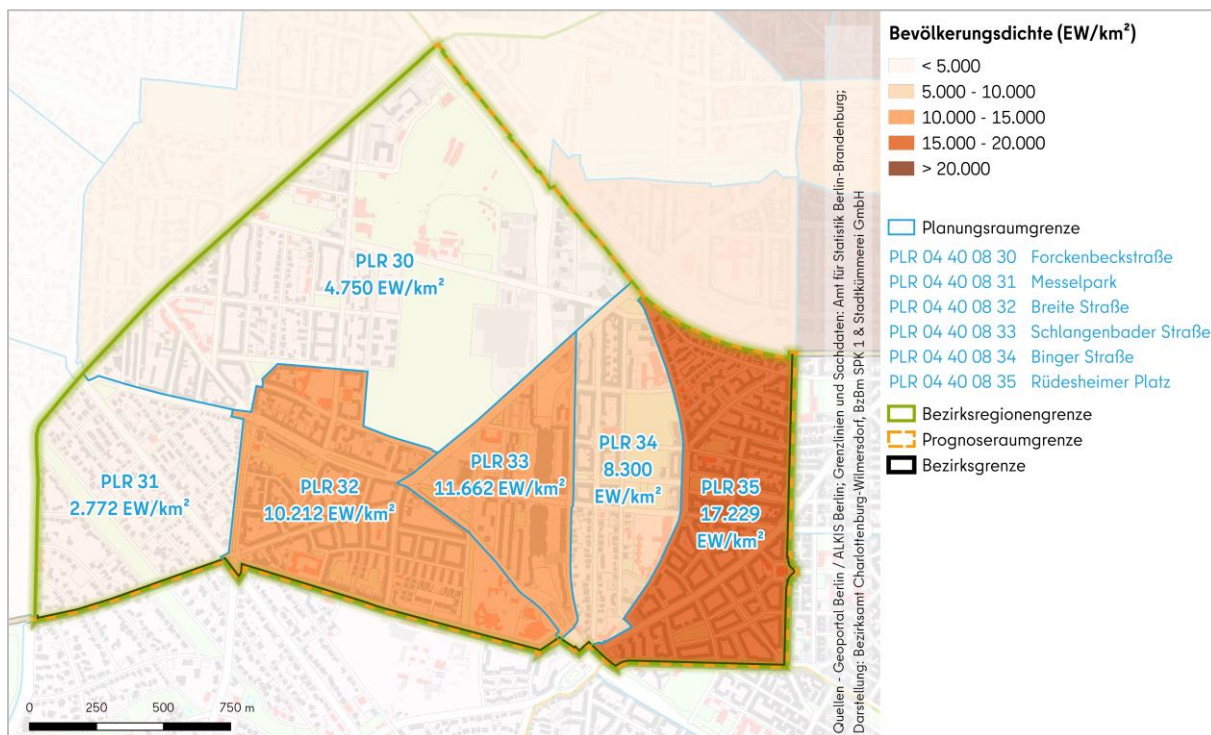 PLR 30
4.750 EW/km²
PLR 31
2.772 EW/km²
PLR 32
10.212 EW/km²
PLR 33
11.662 EW/km²
PLR 34
8.300
EW/km²
PLR 35
17.229
EW/km²
0 250 500 750 m
Quellen - Geoportal Berlin / ALKIS Berlin; Grenzlinien und Sachdaten: Amt für Statistik Berlin-Brandenburg;
Darstellung: Bezirksamt Charlottenburg-Wilmersdorf, BzBm SPK 1 & Stadtkümmerei GmbH
Bevölkerungsdichte (EW/km²)
< 5.000
5.000 - 10.000
10.000 - 15.000
15.000 - 20.000
> 20.000
Planungsraumgrenze
PLR 04 40 08 30 Forckenbeckstraße
PLR 04 40 08 31 Messelpark
PLR 04 40 08 32 Breite Straße
PLR 04 40 08 33 Schlangenbader Straße
PLR 04 40 08 34 Binger Straße
PLR 04 40 08 35 Rüdesheimer Platz
Bezirksregionengrenze
Prognoseraumgrenze
Bezirksgrenze